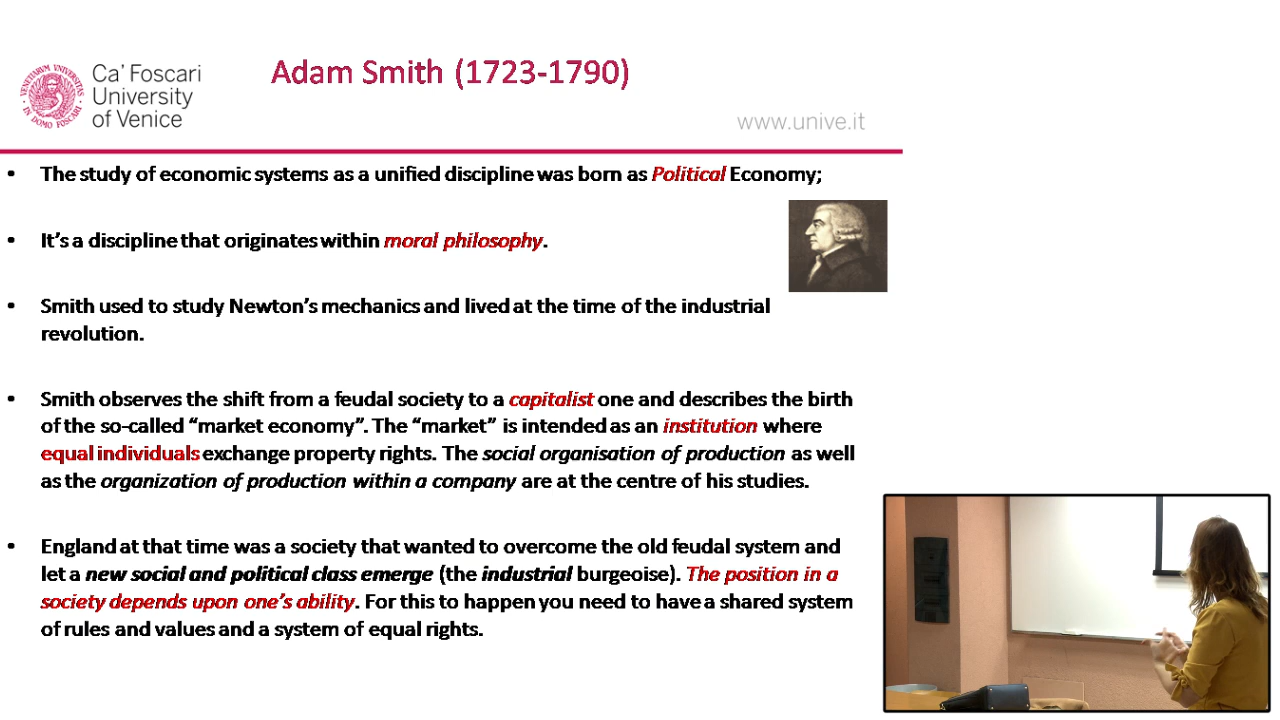 Adam Smith (1723-1790)
Ca' Foscari
University
of Venice
VENETIARUM UNIVERSITAS
IN DOMO FOSCARI
www.unive.it
• The study of economic systems as a unified discipline was born as Political Economy;
• It's a discipline that originates within moral philosophy.
• Smith used to study Newton's mechanics and lived at the time of the industrial
revolution.
• Smith observes the shift from a feudal society to a capitalist one and describes the birth
of the so-called “market economy”. The “market” is intended as an institution where
equal individuals exchange property rights. The social organisation of production as well
as the organization of production within a company are at the centre of his studies.
• England at that time was a society that wanted to overcome the old feudal system and
let a new social and political class emerge (the industrial burgeoise). The position in a
society depends upon one's ability. For this to happen you need to have a shared system
of rules and values and a system of equal rights.